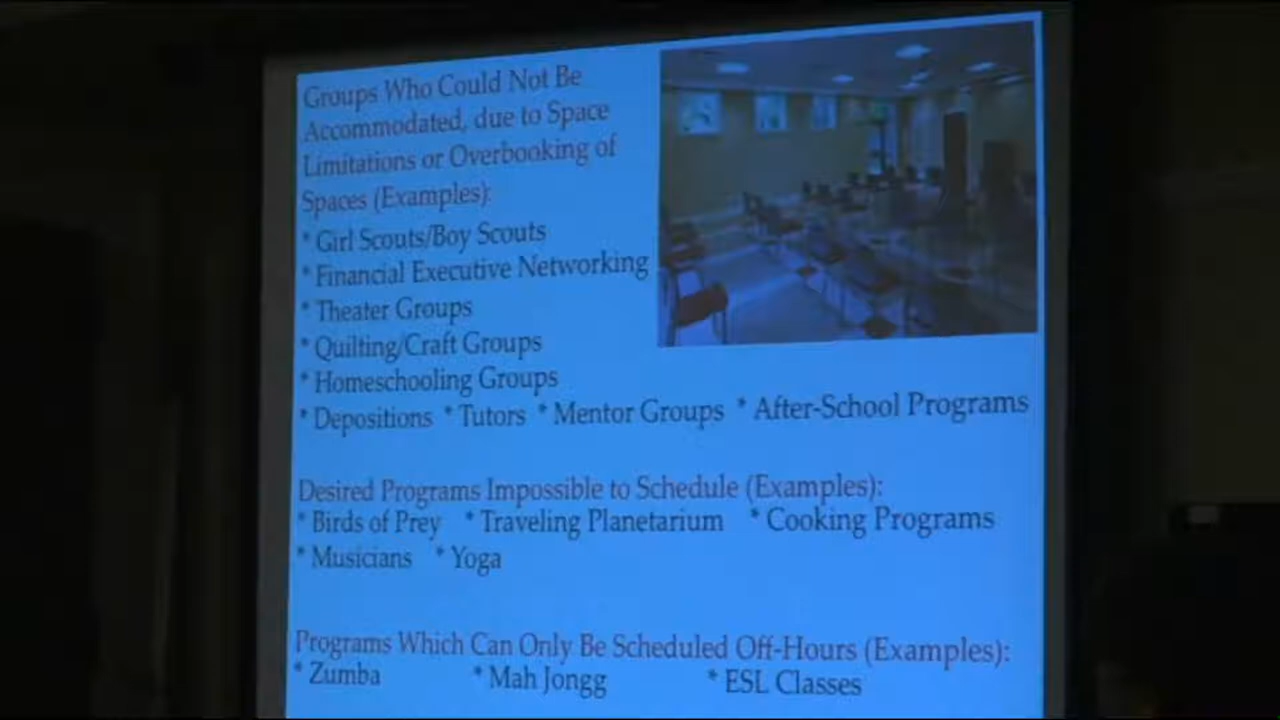 Groups Who Could Not Be
Accommodated, due to Space
Limitations or Overbooking of
Spaces (Examples):
* Girl Scouts/Boy Scouts
* Financial Executive Networking
* Theater Groups
* Quilting/Craft Groups
* Homeschooling Groups
* Depositions * Tutors * Mentor Groups * After-School Programs
Desired Programs Impossible to Schedule (Examples):
* Birds of Prey * Traveling Planetarium * Cooking Programs
* Musicians * Yoga
Programs Which Can Only Be Scheduled Off-Hours (Examples):
* Zumba * Mah Jongg * ESL Classes